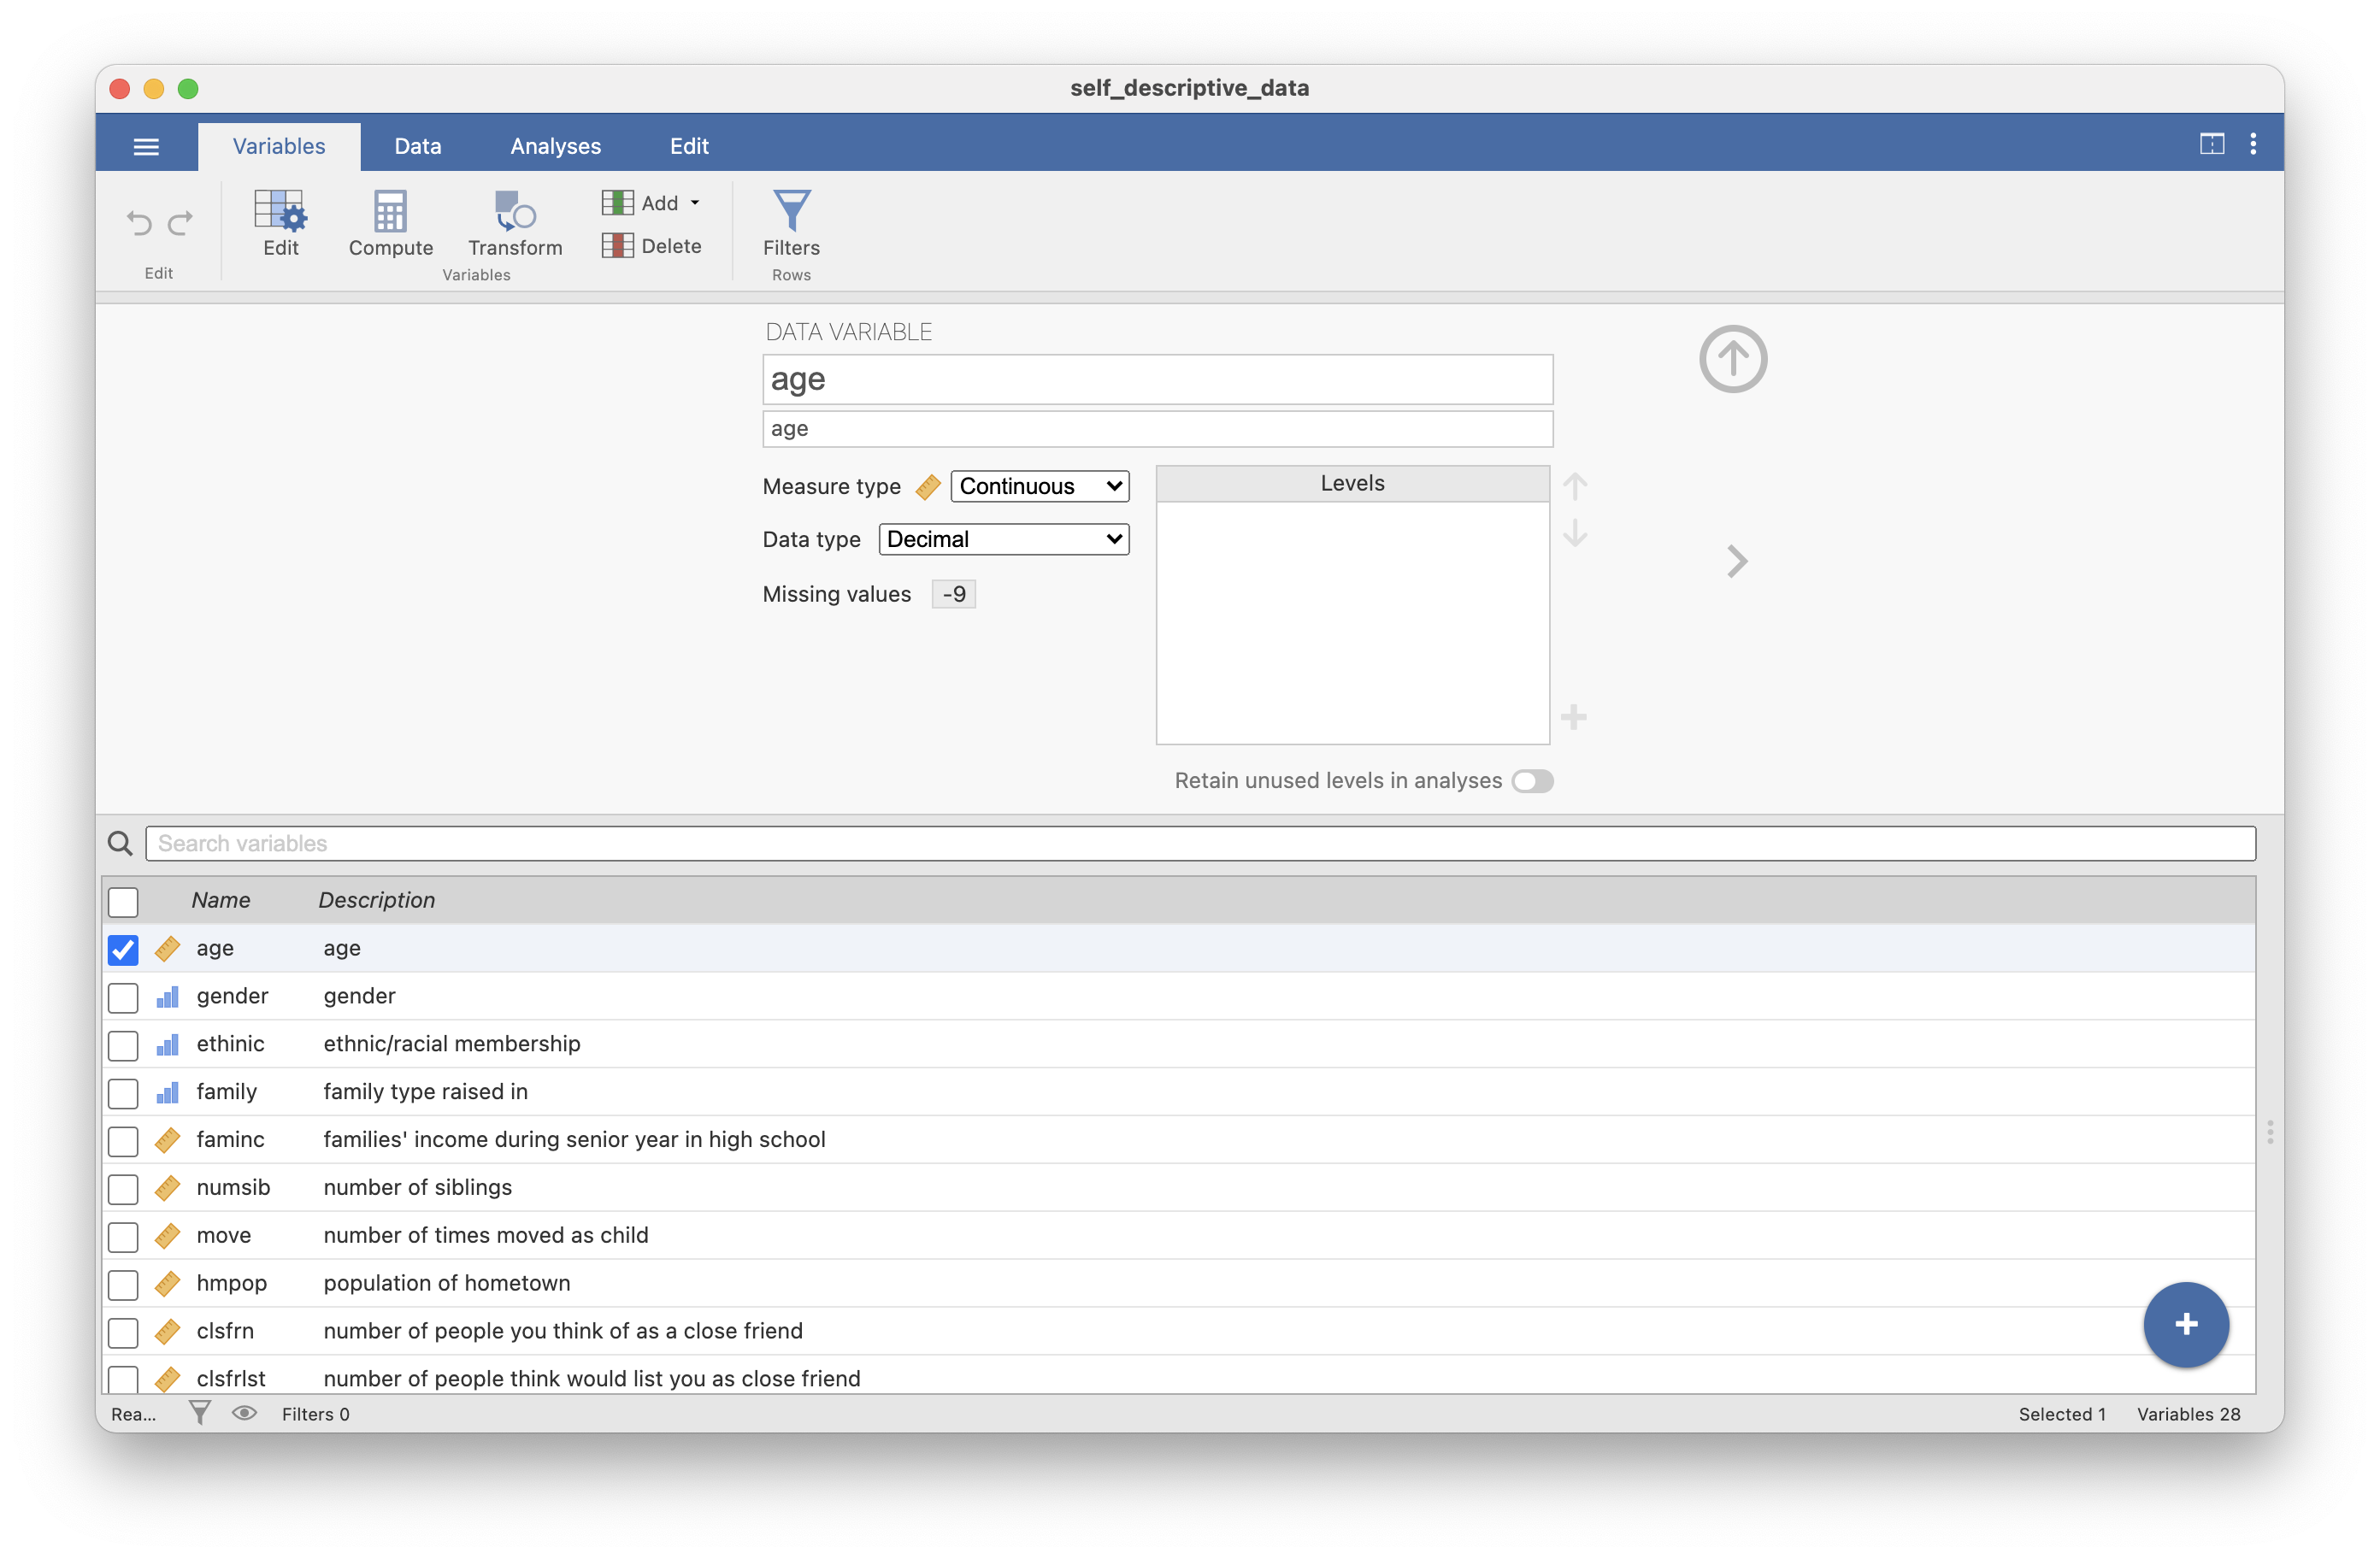 self_descriptive_data
Variables Data Analyses Edit
Edit Compute Transform Add Delete Filters
Edit Variables Rows
DATA VARIABLE
age
age
Measure type Continuous
Levels
Data type Decimal
Missing values -9
Retain unused levels in analyses
Search variables
Name Description
age age
gender gender
ethinic ethnic/racial membership
family family type raised in
faminc families' income during senior year in high school
numsib number of siblings
move number of times moved as child
hmpop population of hometown
clsfrn number of people you think of as a close friend
clsfrlst number of people think would list you as close friend
Rea... Filters 0 Selected 1 Variables 28